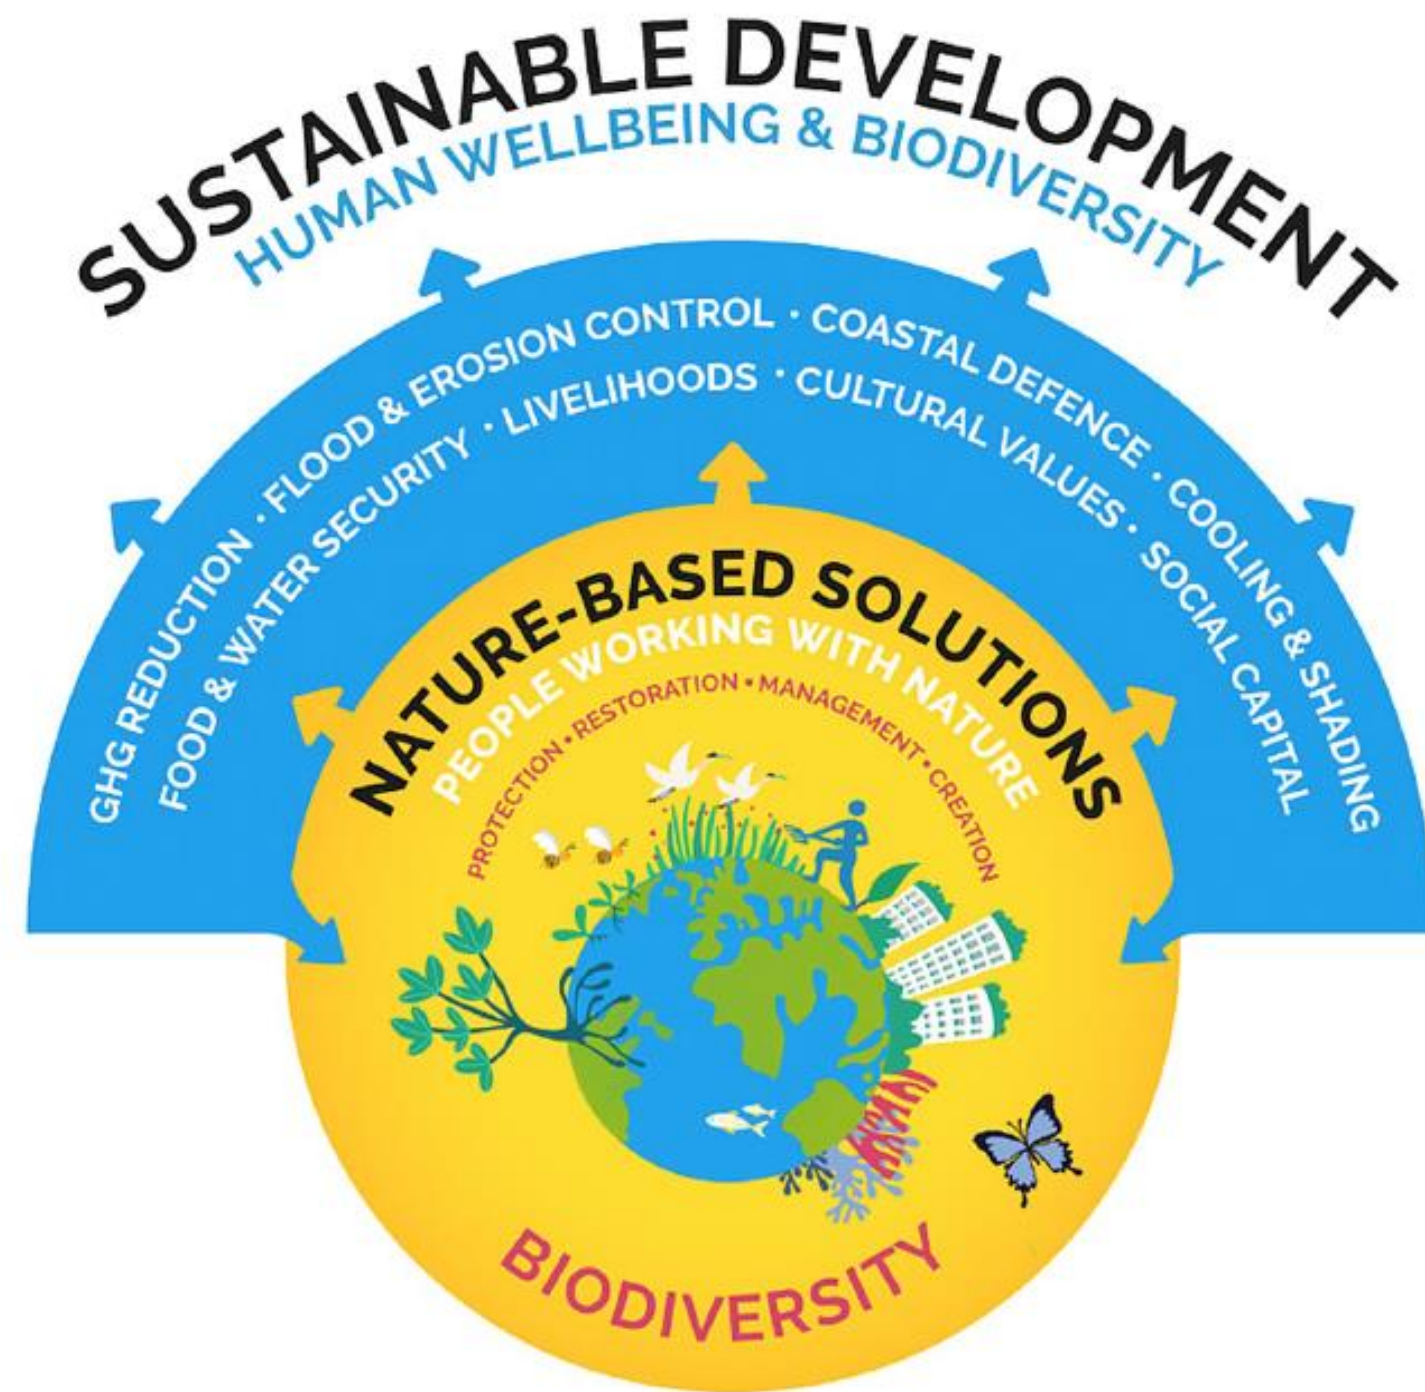 SUSTAINABLE DEVELOPMENT
HUMAN WELLBEING & BIODIVERSITY
GHG REDUCTION · FLOOD & EROSION CONTROL · COASTAL DEFENCE · COOLING & SHADING
FOOD & WATER SECURITY · LIVELIHOODS · CULTURAL VALUES · SOCIAL CAPITAL
NATURE-BASED SOLUTIONS
PEOPLE WORKING WITH NATURE
PROTECTION • RESTORATION • MANAGEMENT • CREATION
BIODIVERSITY